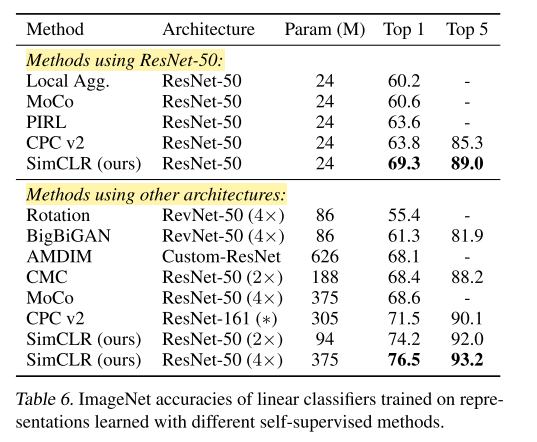 Method Architecture Param (M) Top 1 Top 5
Methods using ResNet-50:
Local Agg. ResNet-50 24 60.2 -
MoCo ResNet-50 24 60.6 -
PIRL ResNet-50 24 63.6 -
CPC v2 ResNet-50 24 63.8 85.3
SimCLR (ours) ResNet-50 24 69.3 89.0
Methods using other architectures:
Rotation RevNet-50 (4×) 86 55.4 -
BigBiGAN RevNet-50 (4×) 86 61.3 81.9
AMDIM Custom-ResNet 626 68.1 -
CMC ResNet-50 (2×) 188 68.4 88.2
MoCo ResNet-50 (4×) 375 68.6 -
CPC v2 ResNet-161 (∗) 305 71.5 90.1
SimCLR (ours) ResNet-50 (2×) 94 74.2 92.0
SimCLR (ours) ResNet-50 (4×) 375 76.5 93.2
Table 6. ImageNet accuracies of linear classifiers trained on repre-
sentations learned with different self-supervised methods.